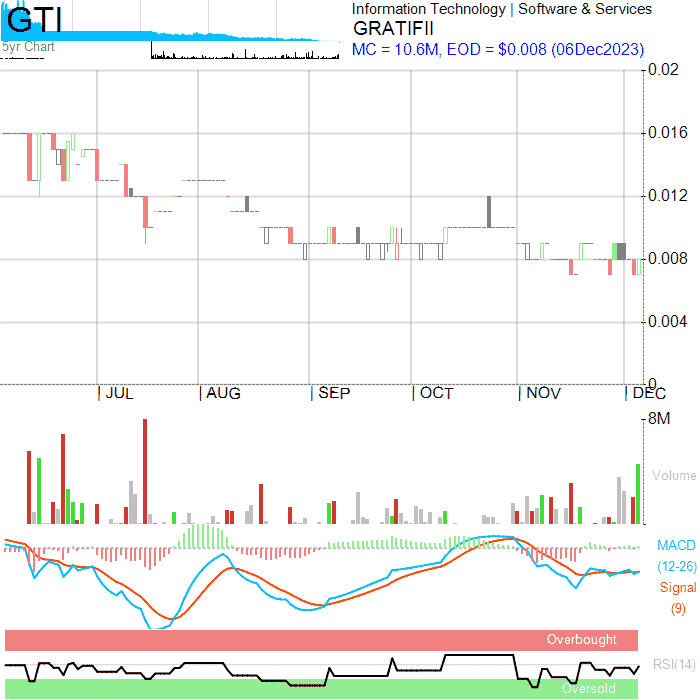 GTI
5yr Chart
Information Technology | Software & Services
GRATIFII
MC = 10.6M, EOD = $0.008 (06Dec2023)
0.02
0.016
0.012
0.008
0.004
0
| JUL | AUG | SEP | OCT | NOV | DEC
8M
Volume
MACD
(12-26)
Signal
(9)
Overbought
RSI(14)
Oversold